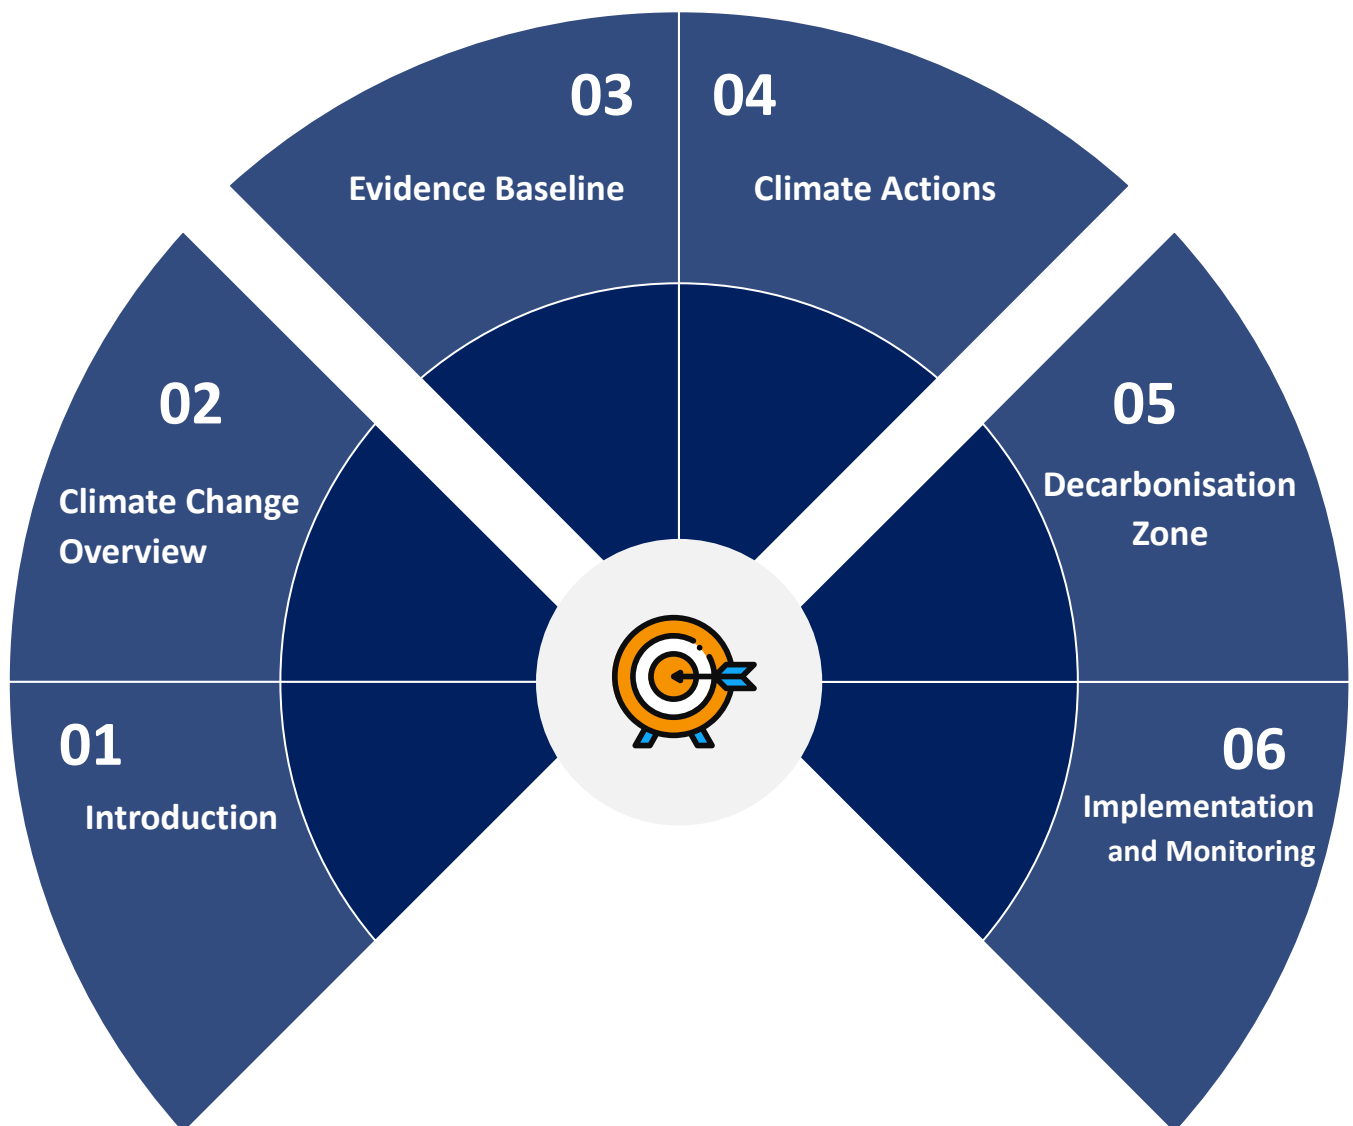 01
Introduction
02
Climate Change
Overview
03
Evidence Baseline
04
Climate Actions
05
Decarbonisation
Zone
06
Implementation
and Monitoring